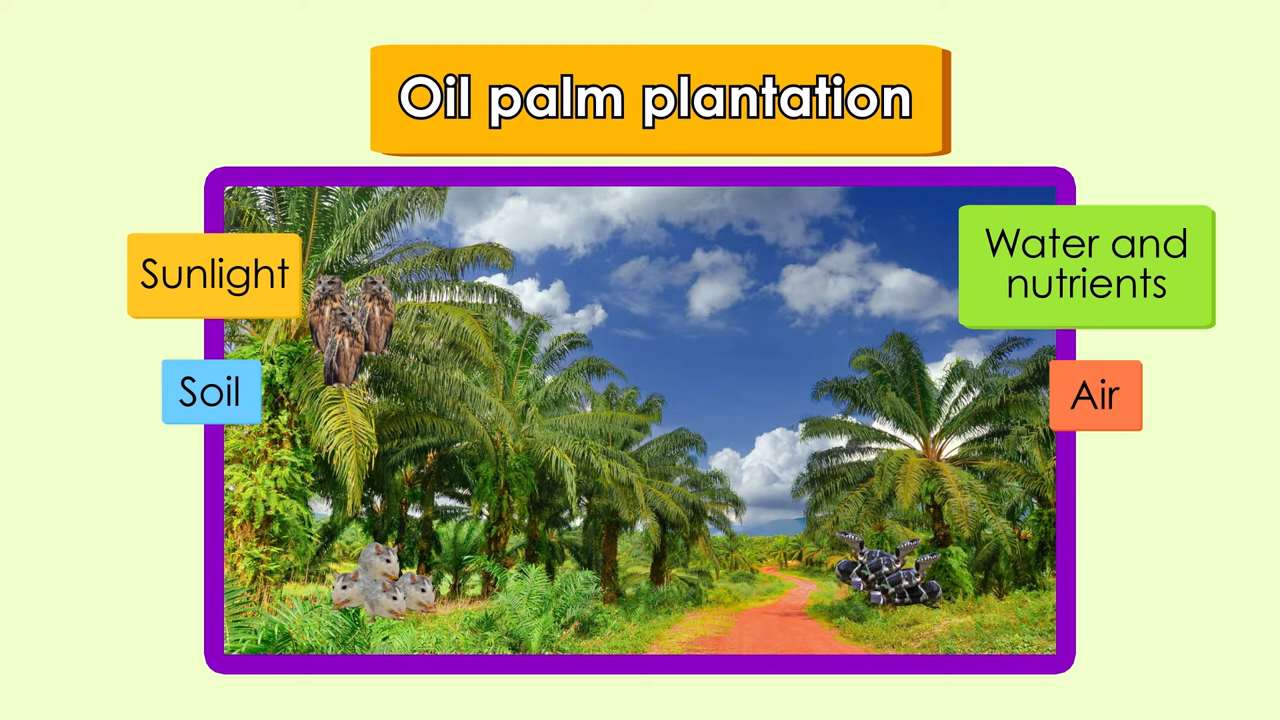 Oil palm plantation
Sunlight
Water and
nutrients
Soil
Air